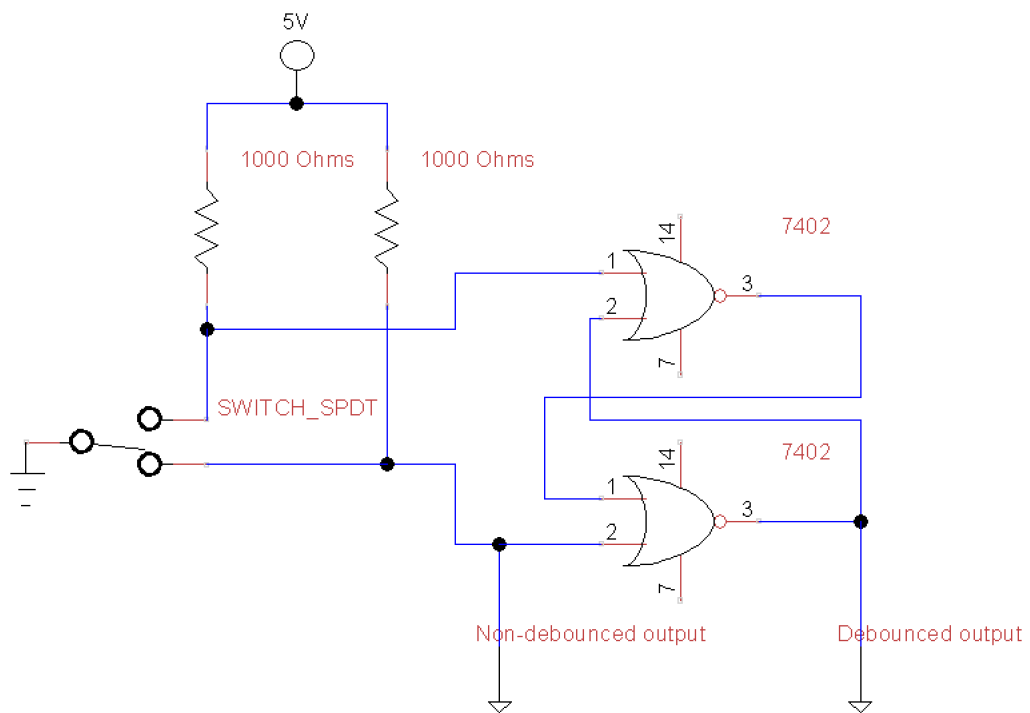 5V
1000 Ohms 1000 Ohms
14 7402
1 3
2
7
SWITCH_SPDT
14 7402
1 3
2
7
Non-debounced output Debounced output